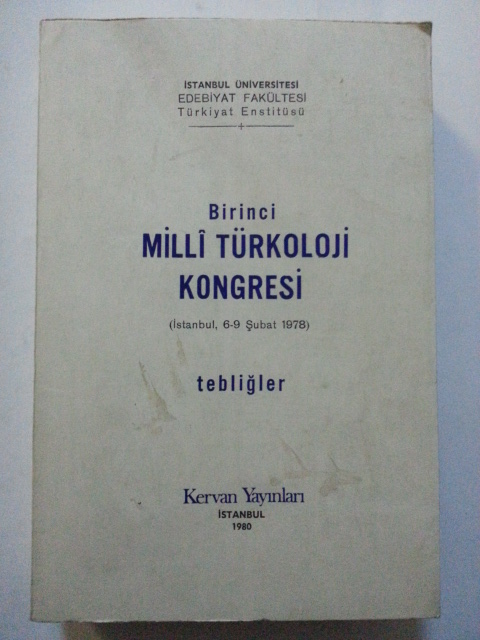 İSTANBUL ÜNİVERSİTESİ
EDEBİYAT FAKÜLTESİ
Türkiyat Enstitüsü
Birinci
MİLLÎ TÜRKOLOJİ
KONGRESİ
(İstanbul, 6-9 Şubat 1978)
tebliğler
Kervan Yayınları
İSTANBUL
1980